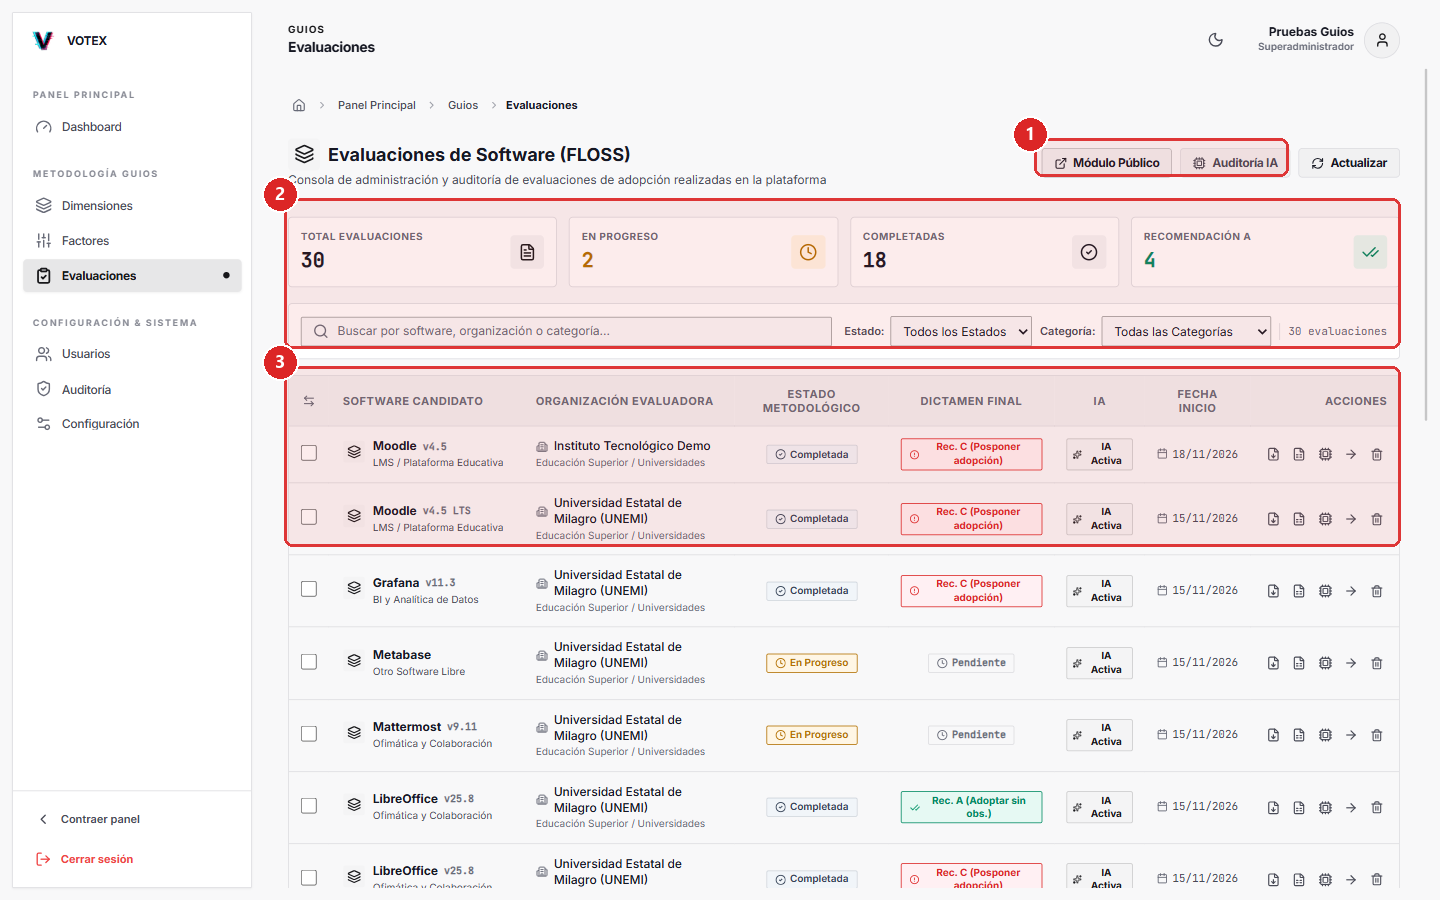 VOTEX
PANEL PRINCIPAL
Dashboard
METODOLOGÍA GUIOS
Dimensiones
Factores
Evaluaciones
CONFIGURACIÓN & SISTEMA
Usuarios
Auditoría
Configuración
Contraer panel
Cerrar sesión
GUIOS
Evaluaciones
Pruebas Guios
Superadministrador
Panel Principal
Guios
Evaluaciones
Evaluaciones de Software (FLOSS)
Consola de administración y auditoría de evaluaciones de adopción realizadas en la plataforma
1
Módulo Público
Auditoría IA
Actualizar
2
TOTAL EVALUACIONES
30
EN PROGRESO
2
COMPLETADAS
18
RECOMENDACIÓN A
4
Buscar por software, organización o categoría...
Estado:
Todos los Estados
Categoría:
Todas las Categorías
30 evaluaciones
3
SOFTWARE CANDIDATO
ORGANIZACIÓN EVALUADORA
ESTADO
METODOLÓGICO
DICTAMEN FINAL
IA
FECHA
INICIO
ACCIONES
Moodle v4.5
LMS / Plataforma Educativa
Instituto Tecnológico Demo
Educación Superior / Universidades
Completada
Rec. C (Posponer
adopción)
IA
Activa
18/11/2026
Moodle v4.5 LTS
LMS / Plataforma Educativa
Universidad Estatal de
Milagro (UNEMI)
Educación Superior / Universidades
Completada
Rec. C (Posponer
adopción)
IA
Activa
15/11/2026
Grafana v11.3
BI y Analítica de Datos
Universidad Estatal de
Milagro (UNEMI)
Educación Superior / Universidades
Completada
Rec. C (Posponer
adopción)
IA
Activa
15/11/2026
Metabase
Otro Software Libre
Universidad Estatal de
Milagro (UNEMI)
Educación Superior / Universidades
En Progreso
Pendiente
IA
Activa
15/11/2026
Mattermost v9.11
Ofimática y Colaboración
Universidad Estatal de
Milagro (UNEMI)
Educación Superior / Universidades
En Progreso
Pendiente
IA
Activa
15/11/2026
LibreOffice v25.8
Ofimática y Colaboración
Universidad Estatal de
Milagro (UNEMI)
Educación Superior / Universidades
Completada
Rec. A (Adoptar sin
obs.)
IA
Activa
15/11/2026
LibreOffice v25.8
Ofimática y Colaboración
Universidad Estatal de
Milagro (UNEMI)
Completada
Rec. C (Posponer
adopción)
IA
Activa
15/11/2026